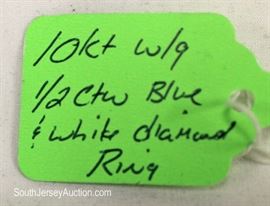 10kt w/g
1/2 ctw Blue
& white diamond
Ring
SouthJerseyAuction.com